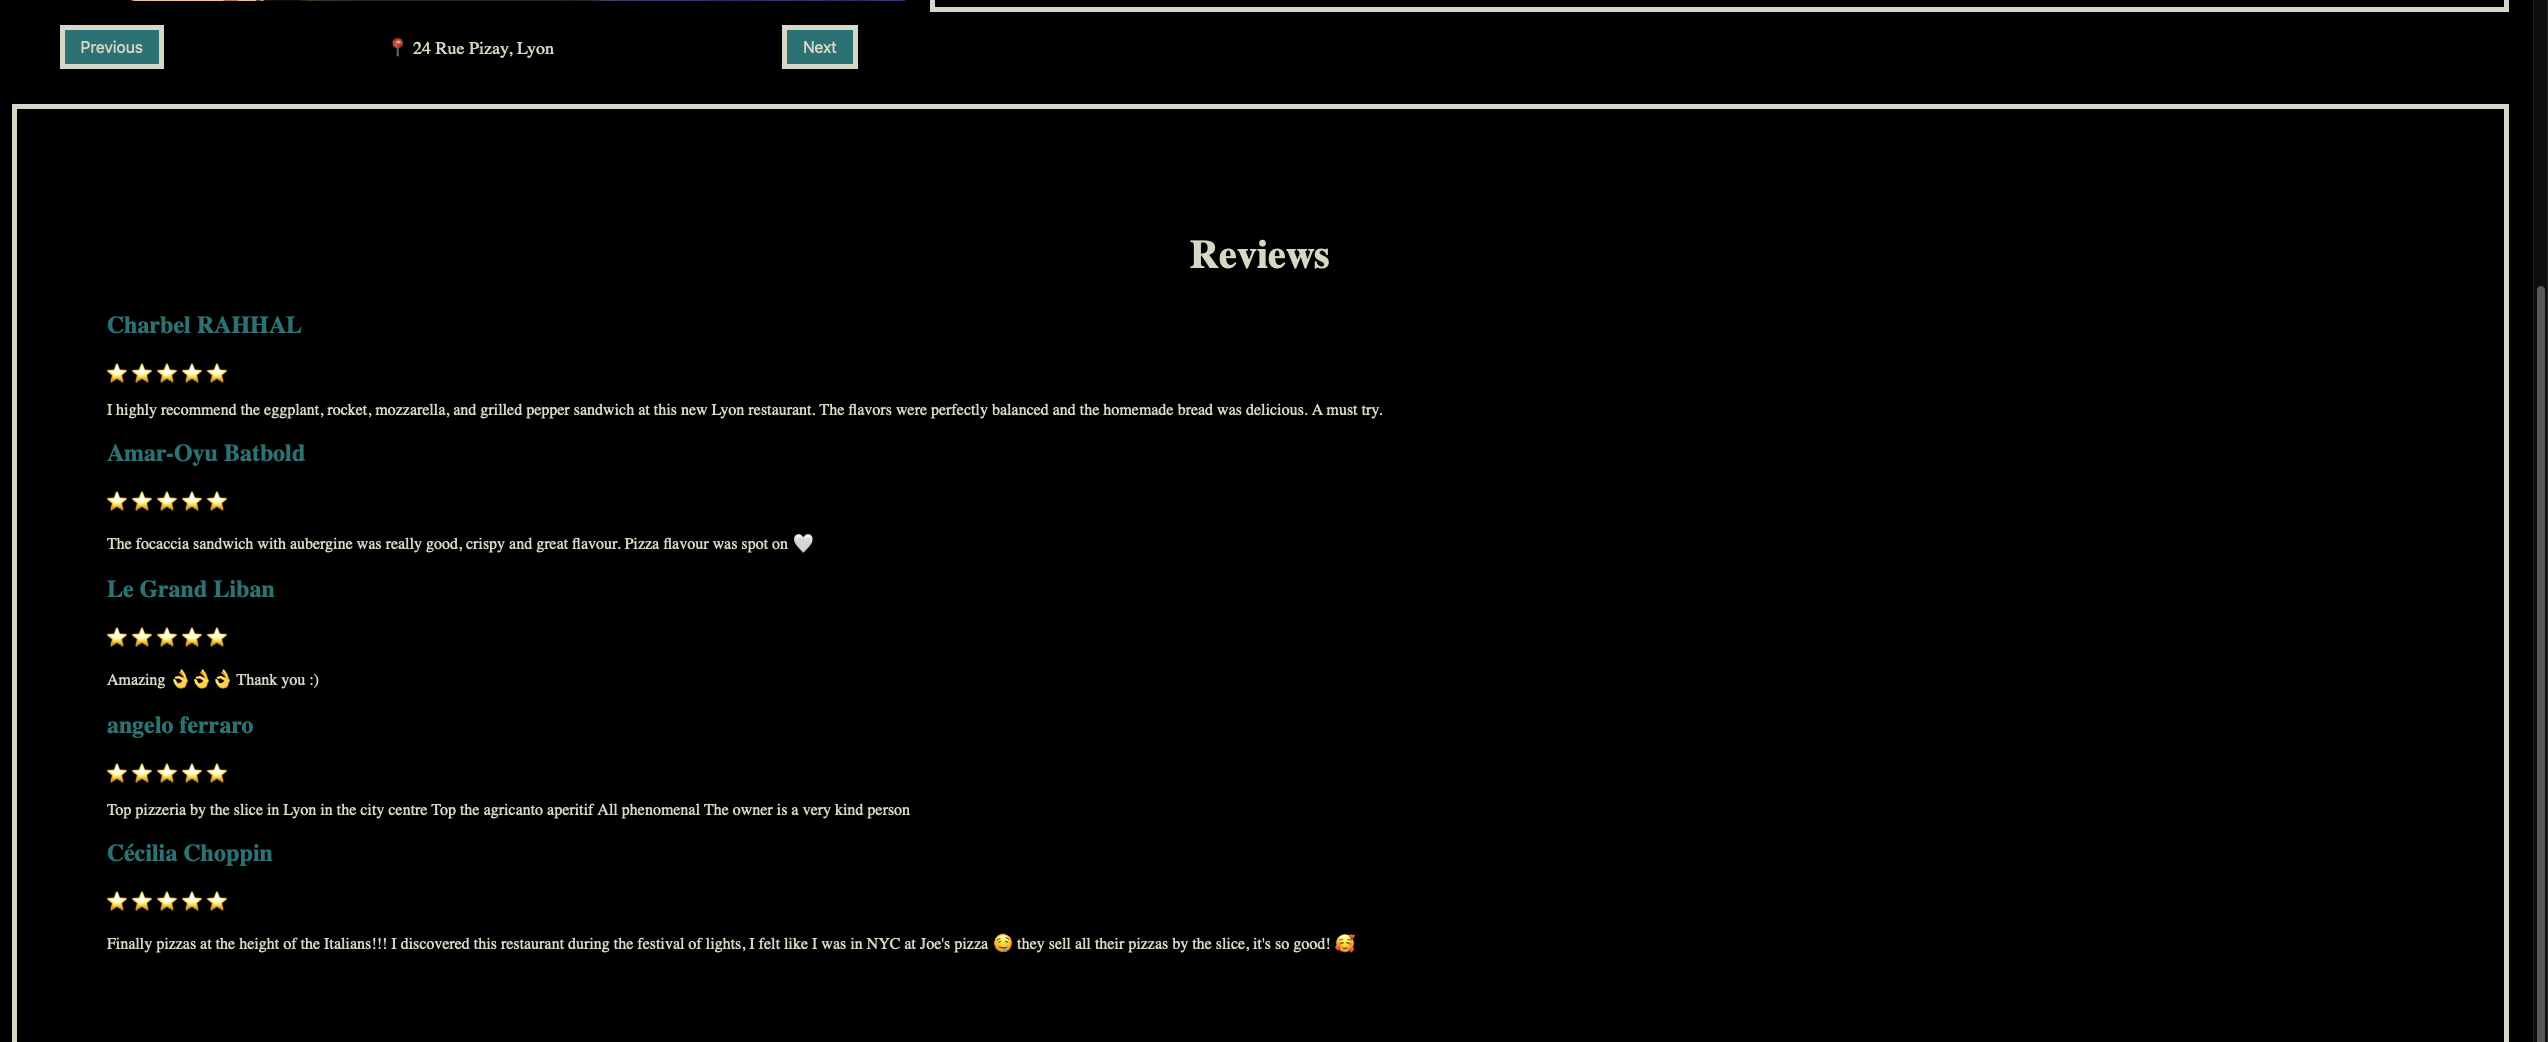 Previous
📍 24 Rue Pizay, Lyon
Next
Reviews
Charbel RAHHAL
⭐⭐⭐⭐⭐
I highly recommend the eggplant, rocket, mozzarella, and grilled pepper sandwich at this new Lyon restaurant. The flavors were perfectly balanced and the homemade bread was delicious. A must try.
Amar-Oyu Batbold
⭐⭐⭐⭐⭐
The focaccia sandwich with aubergine was really good, crispy and great flavour. Pizza flavour was spot on 🤍
Le Grand Liban
⭐⭐⭐⭐⭐
Amazing 👌👌👌 Thank you :)
angelo ferraro
⭐⭐⭐⭐⭐
Top pizzeria by the slice in Lyon in the city centre Top the agricanto aperitif All phenomenal The owner is a very kind person
Cécilia Choppin
⭐⭐⭐⭐⭐
Finally pizzas at the height of the Italians!!! I discovered this restaurant during the festival of lights, I felt like I was in NYC at Joe's pizza 🤤 they sell all their pizzas by the slice, it's so good! 🥰